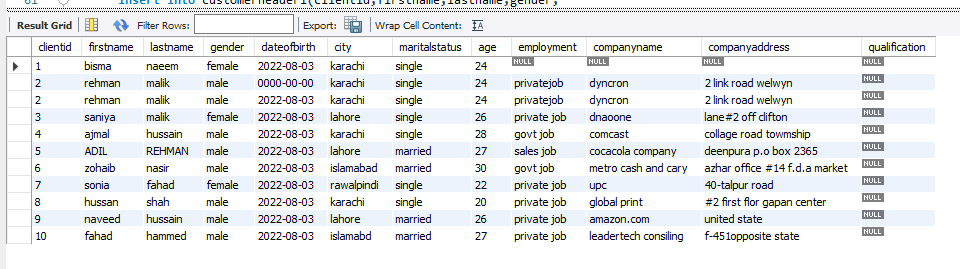 61 insert into customerheader1(clientid,firstname,lastname,gender,
Result Grid Filter Rows: Export: Wrap Cell Content:
clientid firstname lastname gender dateofbirth city maritalstatus age employment companyname companyaddress qualification
1 bisma naeem female 2022-08-03 karachi single 24 NULL NULL NULL NULL
2 rehman malik male 0000-00-00 karachi single 24 privatejob dyncron 2 link road welwyn NULL
2 rehman malik male 2022-08-03 karachi single 24 private job dyncron 2 link road welwyn NULL
3 saniya malik female 2022-08-03 lahore single 26 private job dnaoone lane#2 off clifton NULL
4 ajmal hussain male 2022-08-03 karachi single 28 govt job comcast collage road towmship NULL
5 ADIL REHMAN male 2022-08-03 lahore married 27 sales job cocacola company deenpura p.o box 2365 NULL
6 zohaib nasir male 2022-08-03 islamabad married 30 govt job metro cash and cary azhar office #14 f.d.a market NULL
7 sonia fahad female 2022-08-03 rawalpindi single 22 private job upc 40-talpur road NULL
8 hussan shah male 2022-08-03 karachi single 20 private job global print #2 first flor gapan center NULL
9 naveed hussain male 2022-08-03 lahore married 26 private job amazon.com united state NULL
10 fahad hammed male 2022-08-03 islamabd married 27 private job leadertech consiling f-451opposite state NULL